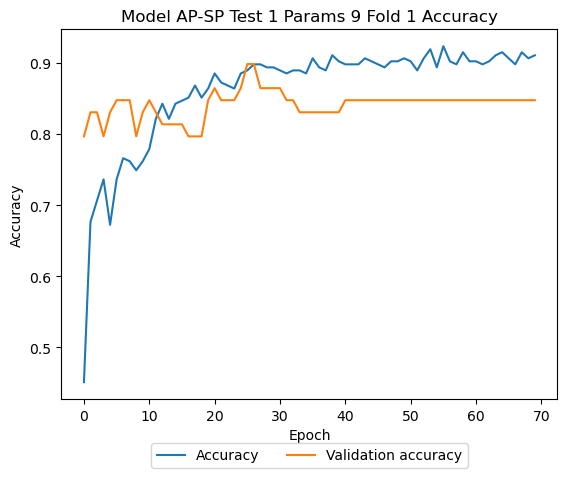 Model AP-SP Test 1 Params 9 Fold 1 Accuracy
Accuracy
0.9
0.8
0.7
0.6
0.5
0 10 20 30 40 50 60 70
Epoch
Accuracy Validation accuracy